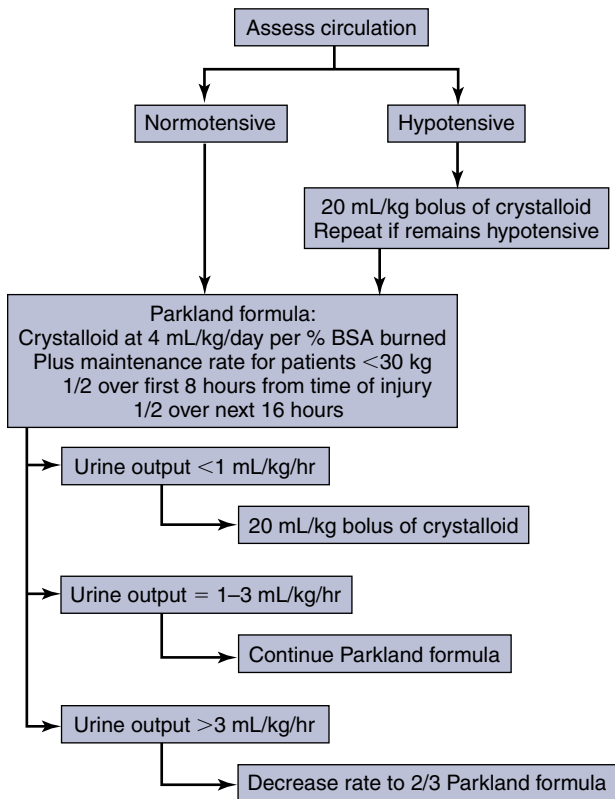 Assess circulation
Normotensive
Hypotensive
20 mL/kg bolus of crystalloid
Repeat if remains hypotensive
Parkland formula:
Crystalloid at 4 mL/kg/day per % BSA burned
Plus maintenance rate for patients <30 kg
1/2 over first 8 hours from time of injury
1/2 over next 16 hours
Urine output <1 mL/kg/hr
20 mL/kg bolus of crystalloid
Urine output = 1–3 mL/kg/hr
Continue Parkland formula
Urine output >3 mL/kg/hr
Decrease rate to 2/3 Parkland formula